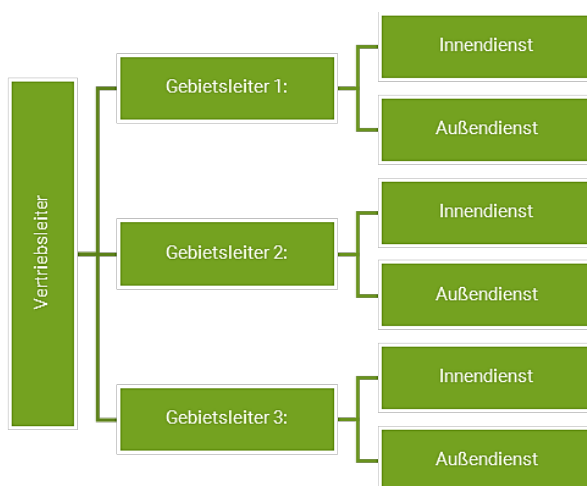 Vertriebsleiter
Gebietsleiter 1:
Innendienst
Außendienst
Gebietsleiter 2:
Innendienst
Außendienst
Gebietsleiter 3:
Innendienst
Außendienst